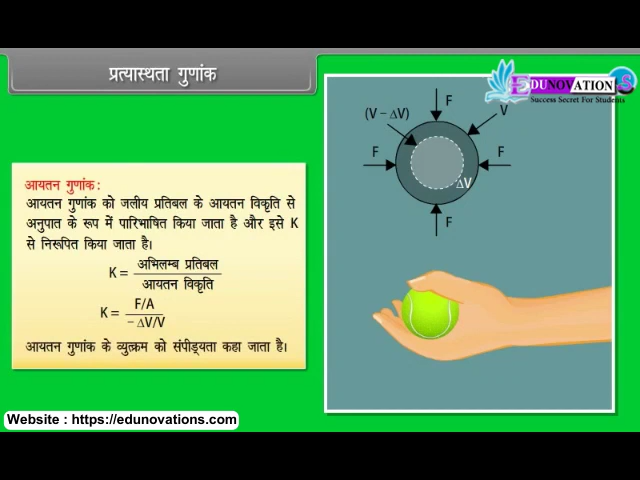 प्रत्यास्थता गुणांक
EDUNOVATIONS
Success Secret For Students
आयतन गुणांक:
आयतन गुणांक को जलीय प्रतिबल के आयतन विकृति से
अनुपात के रूप में पारिभाषित किया जाता है और इसे K
से निरूपित किया जाता है।
K = अभिलम्ब प्रतिबल / आयतन विकृति
K = F/A / − ΔV/V
आयतन गुणांक के व्युत्क्रम को संपीड्यता कहा जाता है।
F
(V − ΔV)
V
F
F
ΔV
F
Website : https://edunovations.com